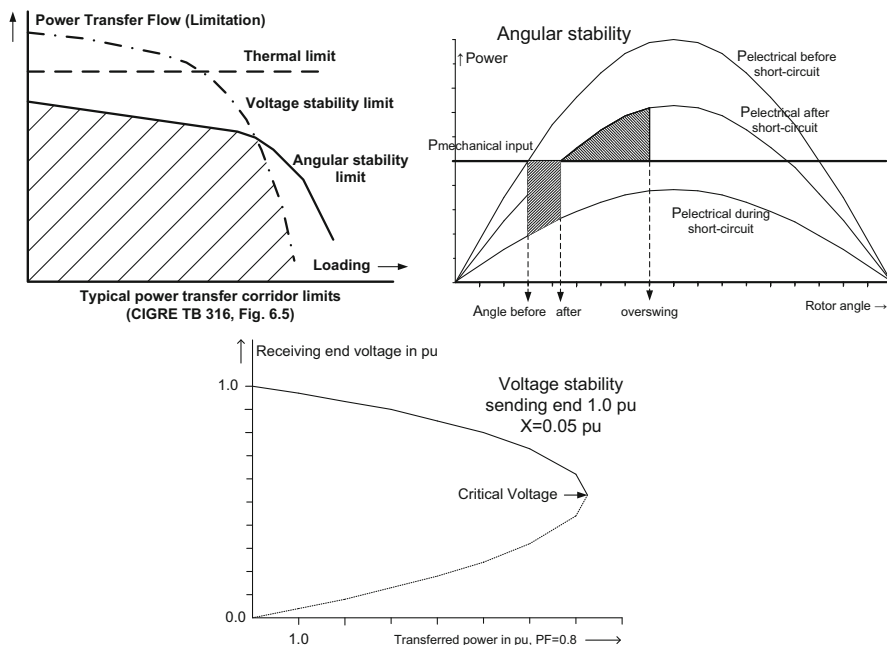 Power Transfer Flow (Limitation)
Thermal limit
Voltage stability limit
Angular stability
limit
Loading
Typical power transfer corridor limits
(CIGRE TB 316, Fig. 6.5)
Angular stability
↑Power
Pelectrical before
short-circuit
Pelectrical after
short-circuit
Pmechanical input
Pelectrical during
short-circuit
Angle before after overswing Rotor angle →
Receiving end voltage in pu
1.0
Voltage stability
sending end 1.0 pu
X=0.05 pu
Critical Voltage
0.0
1.0 Transferred power in pu, PF=0.8